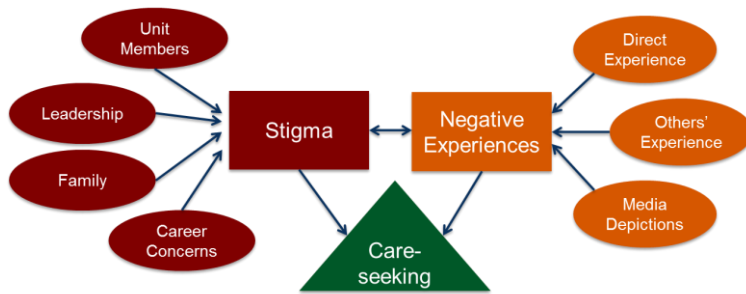 Unit
Members
Leadership
Family
Career
Concerns
Stigma
Negative
Experiences
Care-
seeking
Direct
Experience
Others'
Experience
Media
Depictions